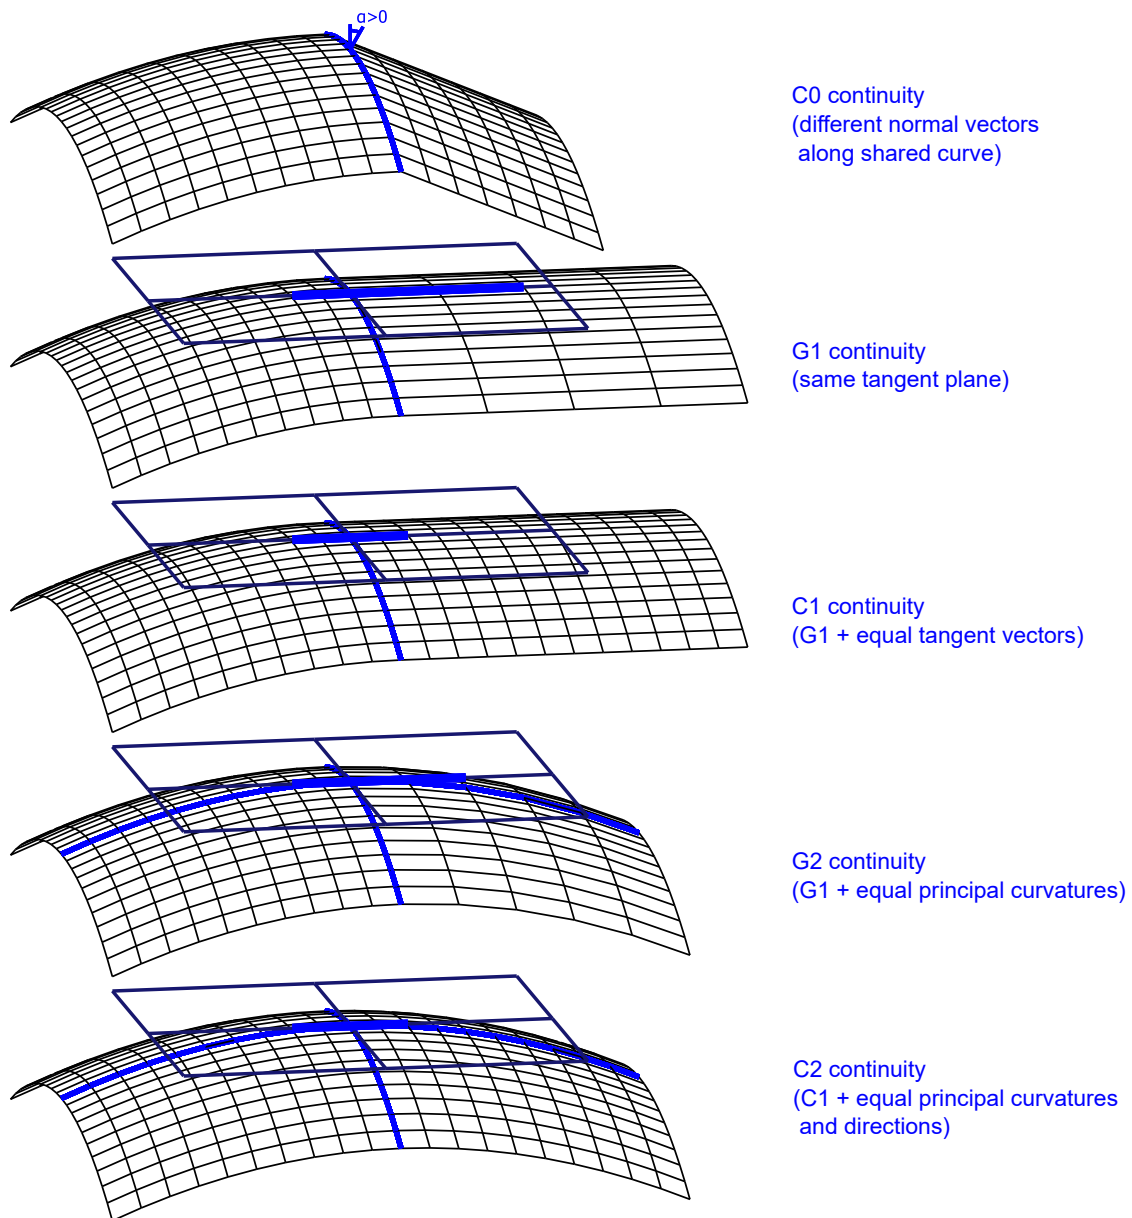 α>0
C0 continuity
(different normal vectors
along shared curve)
G1 continuity
(same tangent plane)
C1 continuity
(G1 + equal tangent vectors)
G2 continuity
(G1 + equal principal curvatures)
C2 continuity
(C1 + equal principal curvatures
and directions)